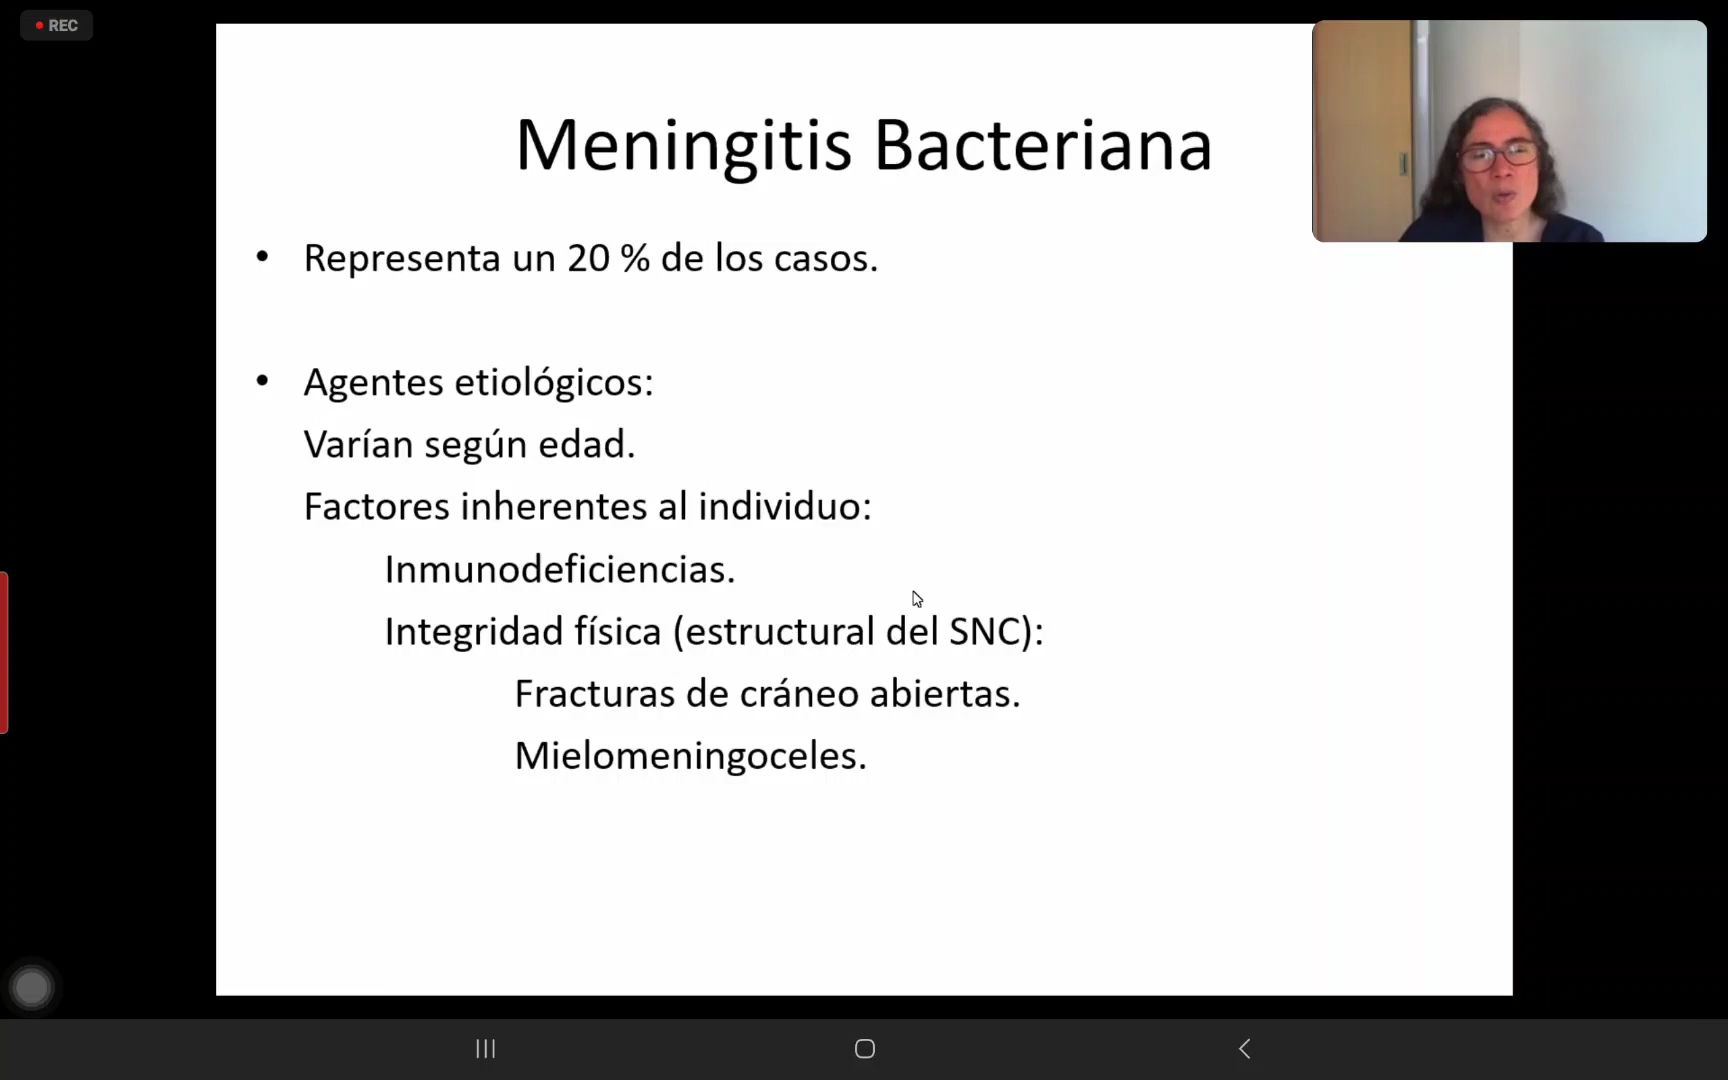 REC
Meningitis Bacteriana
• Representa un 20 % de los casos.
• Agentes etiológicos:
Varían según edad.
Factores inherentes al individuo:
Inmunodeficiencias.
Integridad física (estructural del SNC):
Fracturas de cráneo abiertas.
Mielomeningoceles.